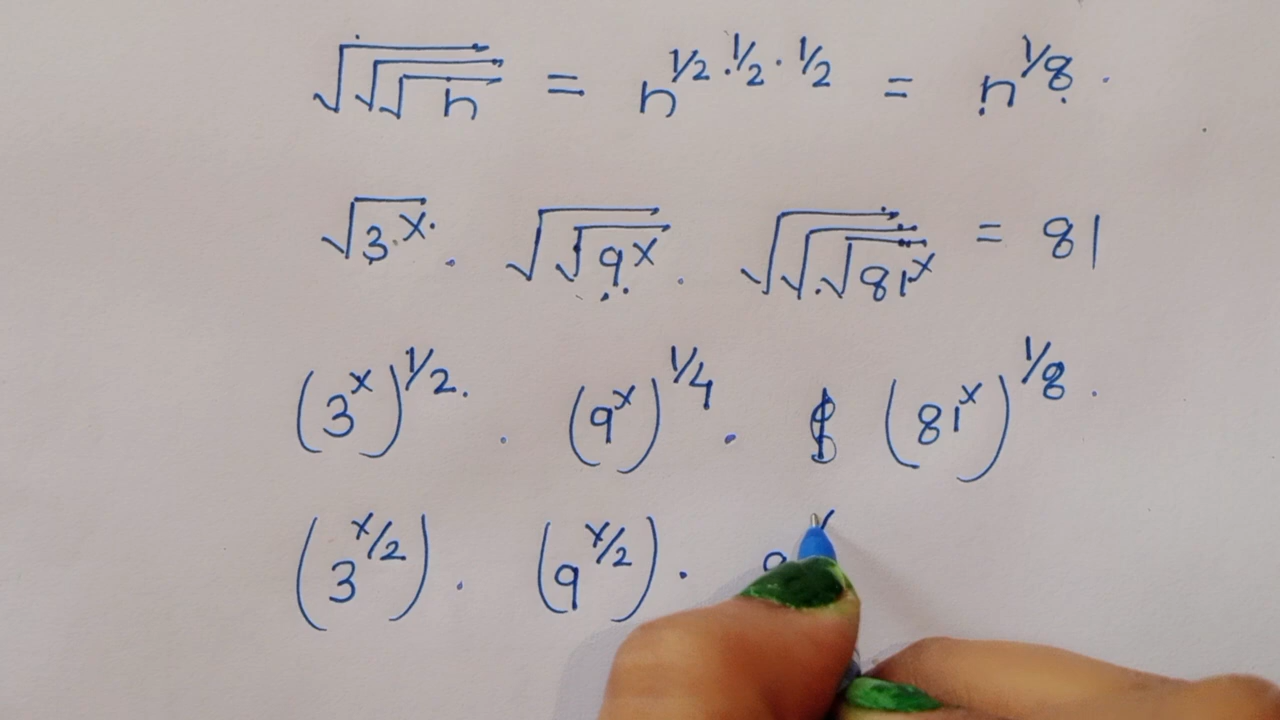 √√√n = n^1/2 · 1/2 · 1/2 = n^1/8 .
√3^x . √√9^x . √√√81^x = 81
(3^x)^1/2 . (9^x)^1/4 . (81^x)^1/8 .
(3^x/2) . (9^x/2) .